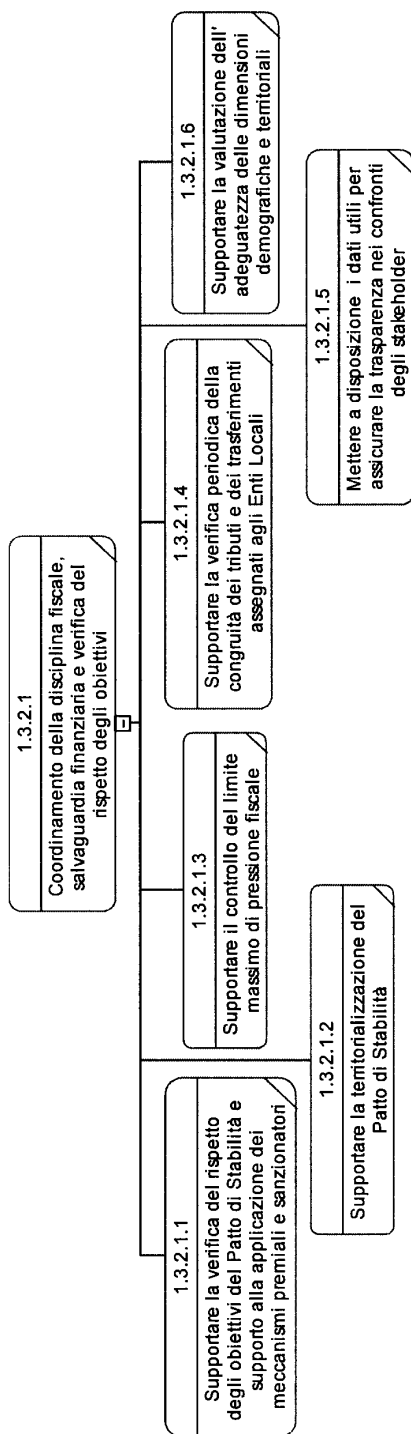 1.3.2.1
Coordinamento della disciplina fiscale,
salvaguardia finanziaria e verifica del
rispetto degli obiettivi
1.3.2.1.1
Supportare la verifica del rispetto
degli obiettivi del Patto di Stabilità e
supporto alla applicazione dei
meccanismi premiali e sanzionatori
1.3.2.1.2
Supportare la territorializzazione del
Patto di Stabilità
1.3.2.1.3
Supportare il controllo del limite
massimo di pressione fiscale
1.3.2.1.4
Supportare la verifica periodica della
congruità dei tributi e dei trasferimenti
assegnati agli Enti Locali
1.3.2.1.5
Mettere a disposizione i dati utili per
assicurare la trasparenza nei confronti
degli stakeholder
1.3.2.1.6
Supportare la valutazione dell'
adeguatezza delle dimensioni
demografiche e territoriali